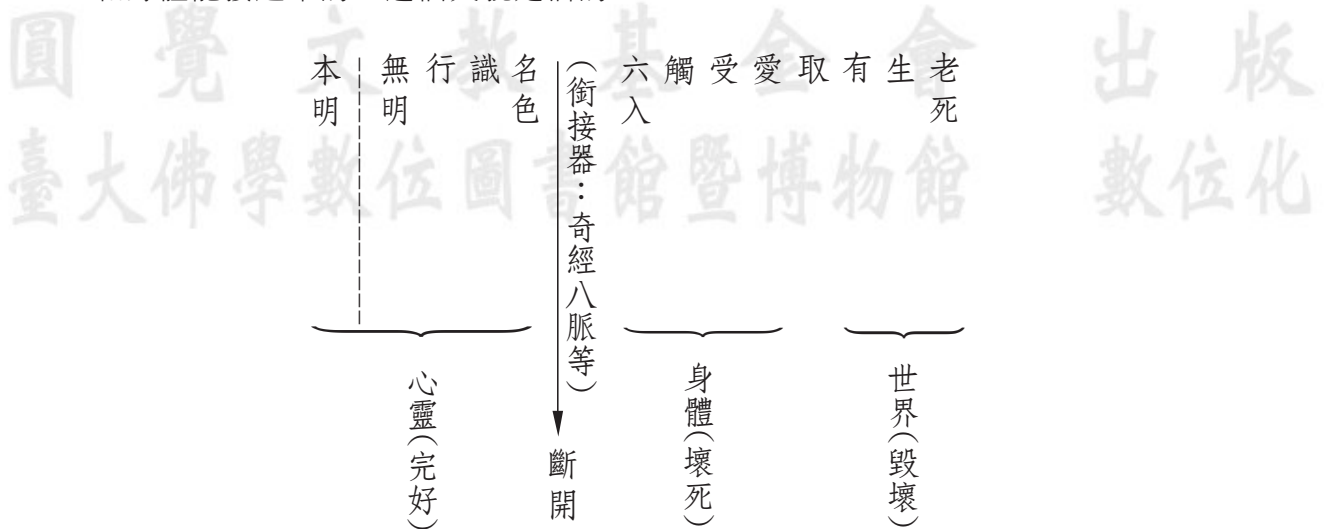 圓覺文教基金會 出版
臺大佛學數位圖書館暨博物館 數位化
老死
生
有
取
愛
受
觸
六入
(銜接器:奇經八脈等)
名色
識
行
無明
本明
世界(毀壞)
身體(壞死)
斷開
心靈(完好)